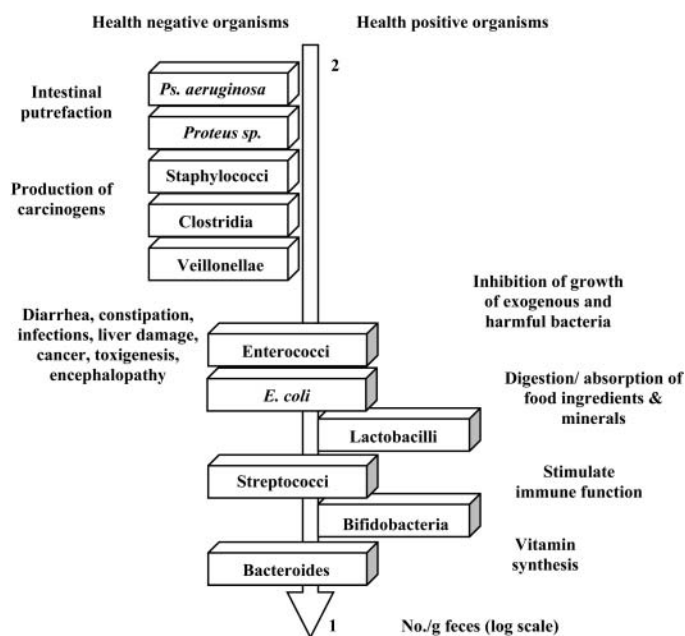 Health negative organisms
Health positive organisms
2
Ps. aeruginosa
Intestinal
putrefaction
Proteus sp.
Staphylococci
Production of
carcinogens
Clostridia
Veillonellae
Inhibition of growth
of exogenous and
harmful bacteria
Diarrhea, constipation,
infections, liver damage,
cancer, toxigenesis,
encephalopathy
Enterococci
E. coli
Digestion/ absorption of
food ingredients &
minerals
Lactobacilli
Streptococci
Stimulate
immune function
Bifidobacteria
Vitamin
synthesis
Bacteroides
1
No./g feces (log scale)